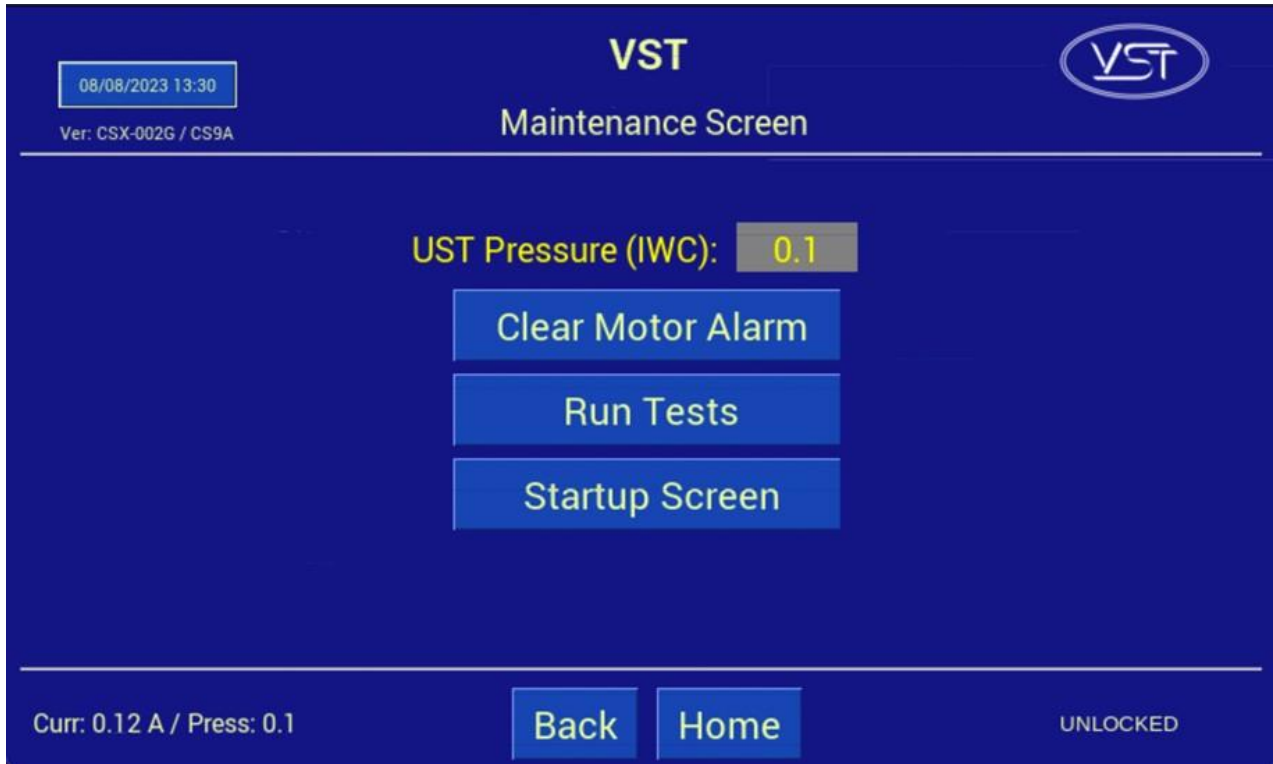 VST
VST
08/08/2023 13:30
Maintenance Screen
Ver: CSX-002G / CS9A
UST Pressure (IWC): 0.1
Clear Motor Alarm
Run Tests
Startup Screen
Curr: 0.12 A / Press: 0.1
Back
Home
UNLOCKED